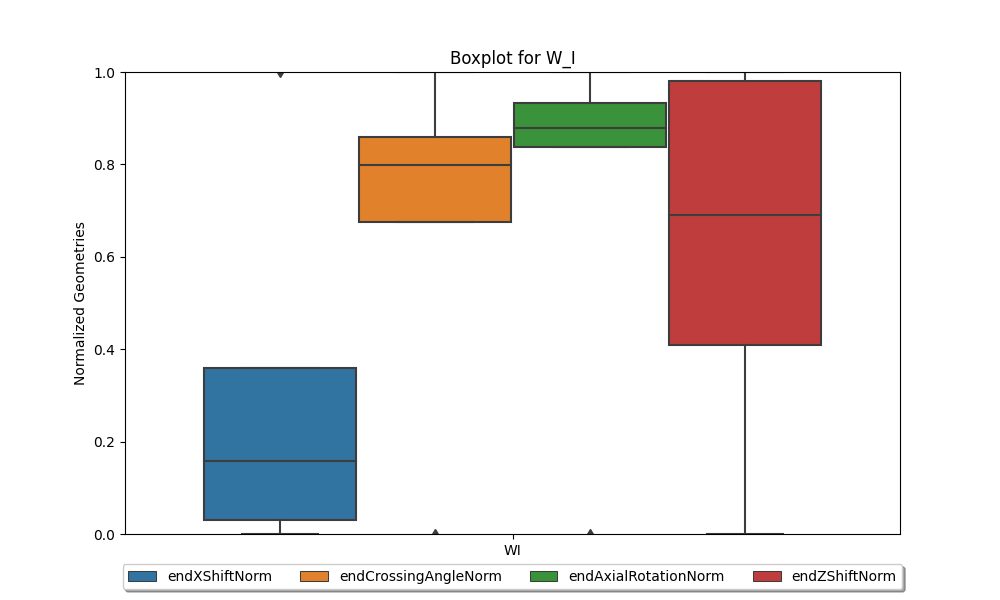 Boxplot for W_I
1.0
0.8
0.6
0.4
0.2
0.0
Normalized Geometries
WI
endXShiftNorm endCrossingAngleNorm endAxialRotationNorm endZShiftNorm